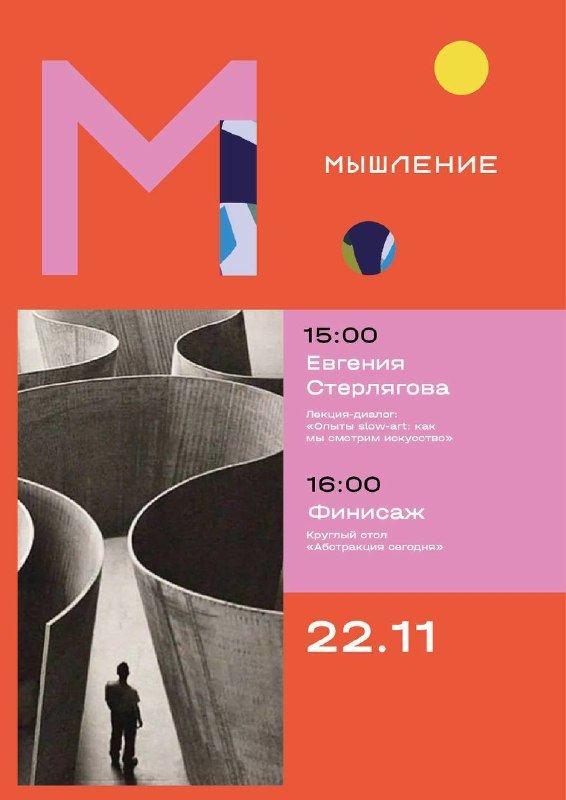 М
МЫШЛЕНИЕ
15:00
Евгения
Стерлягова
Лекция-диалог:
«Опыты slow-art: как
мы смотрим искусство»
16:00
Финисаж
Круглый стол
«Абстракция сегодня»
22.11